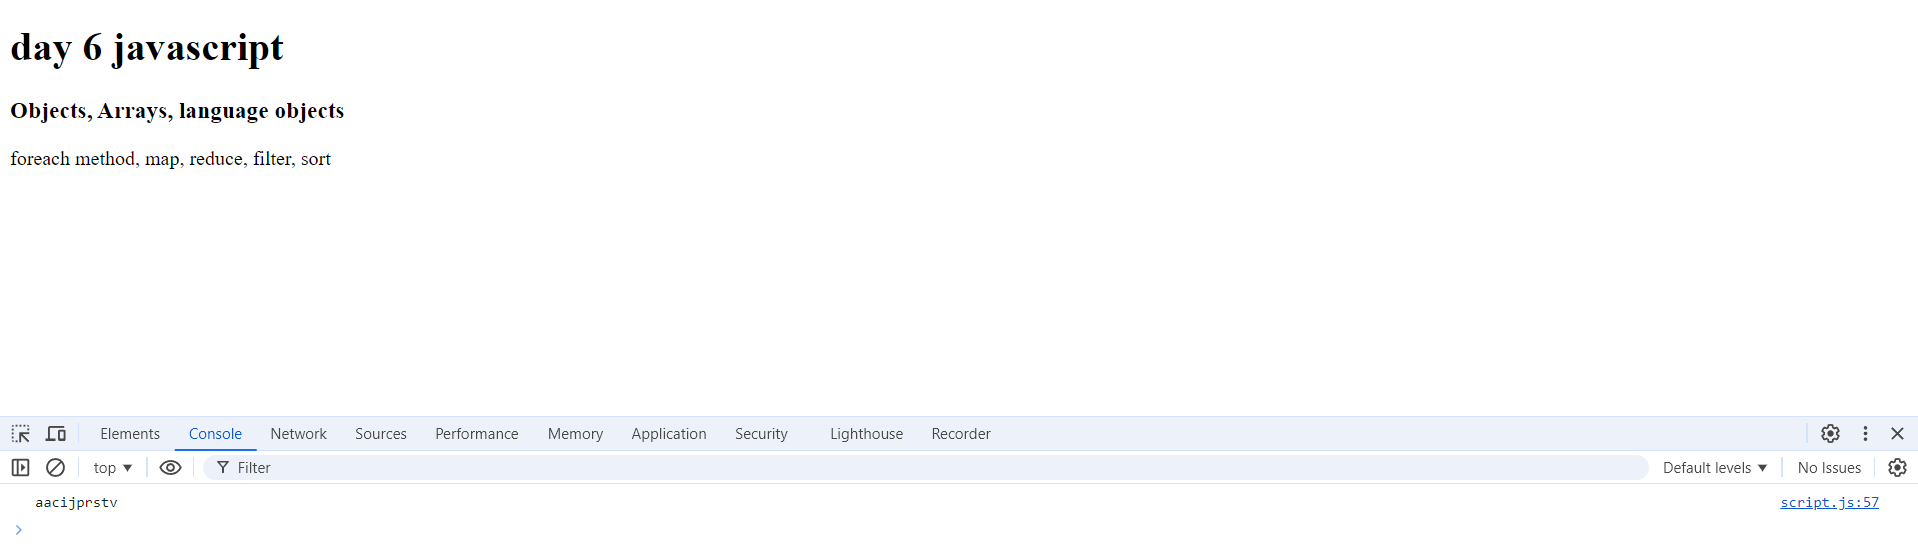 day 6 javascript
Objects, Arrays, language objects
foreach method, map, reduce, filter, sort
Elements Console Network Sources Performance Memory Application Security Lighthouse Recorder
top Filter Default levels No Issues
aacijprstv script.js:57